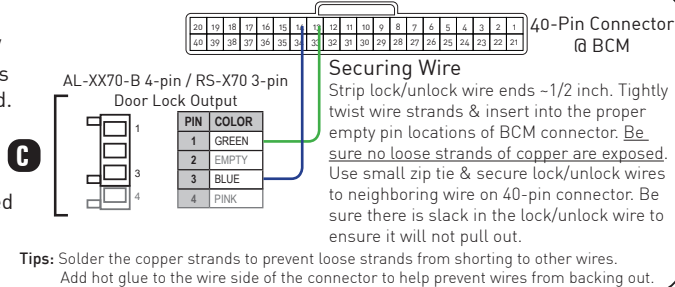 20 19 18 17 16 15 14 13 12 11 10 9 8 7 6 5 4 3 2 1
40 39 38 37 36 35 34 33 32 31 30 29 28 27 26 25 24 23 22 21
40-Pin Connector
@ BCM
s
d.
C
ed
AL-XX70-B 4-pin / RS-X70 3-pin
Door Lock Output
1
3
4
PIN COLOR
1 GREEN
2 EMPTY
3 BLUE
4 PINK
Securing Wire
Strip lock/unlock wire ends ~1/2 inch. Tightly
twist wire strands & insert into the proper
empty pin locations of BCM connector. Be
sure no loose strands of copper are exposed.
Use small zip tie & secure lock/unlock wires
to neighboring wire on 40-pin connector. Be
sure there is slack in the lock/unlock wire to
ensure it will not pull out.
Tips: Solder the copper strands to prevent loose strands from shorting to other wires.
Add hot glue to the wire side of the connector to help prevent wires from backing out.